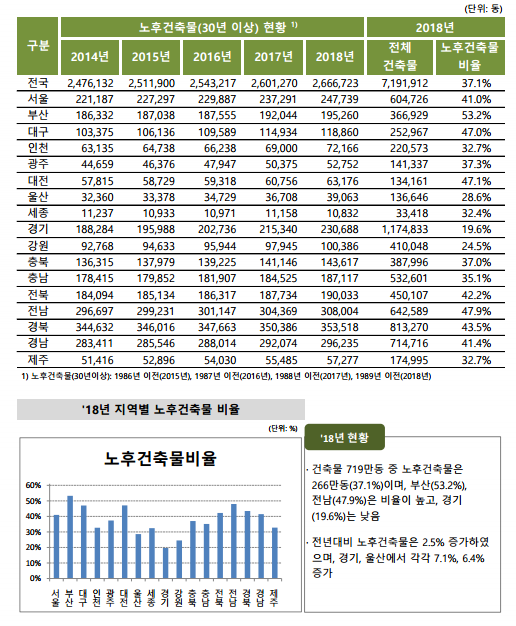 (단위: 동)
구분 노후건축물(30년 이상) 현황 1) 2018년
2014년 2015년 2016년 2017년 2018년 전체 건축물 노후건축물 비율
전국 2,476,132 2,511,900 2,543,217 2,601,270 2,666,723 7,191,912 37.1%
서울 221,187 227,297 229,887 237,291 247,739 604,726 41.0%
부산 186,332 187,038 187,555 192,044 195,260 366,929 53.2%
대구 103,375 106,136 109,589 114,934 118,860 252,967 47.0%
인천 63,135 64,738 66,238 69,000 72,166 220,573 32.7%
광주 44,659 46,376 47,947 50,375 52,752 141,337 37.3%
대전 57,815 58,729 59,318 60,756 63,176 134,161 47.1%
울산 32,360 33,378 34,729 36,708 39,063 136,646 28.6%
세종 11,237 10,933 10,971 11,158 10,832 33,418 32.4%
경기 188,284 195,988 202,736 215,340 230,688 1,174,833 19.6%
강원 92,768 94,633 95,944 97,945 100,386 410,048 24.5%
충북 136,315 137,979 139,225 141,146 143,617 387,996 37.0%
충남 178,415 179,852 181,907 184,525 187,117 532,601 35.1%
전북 184,094 185,134 186,317 187,734 190,033 450,107 42.2%
전남 296,697 299,231 301,147 304,369 308,004 642,589 47.9%
경북 344,632 346,016 347,663 350,386 353,518 813,270 43.5%
경남 283,411 285,546 288,014 292,074 296,235 714,716 41.4%
제주 51,416 52,896 54,030 55,485 57,277 174,995 32.7%
1) 노후건축물(30년이상): 1986년 이전(2015년), 1987년 이전(2016년), 1988년 이전(2017년), 1989년 이전(2018년)
'18년 지역별 노후건축물 비율
(단위: %)
노후건축물비율
60%
50%
40%
30%
20%
10%
0%
서울 부산 대구 인천 광주 대전 울산 세종 경기 강원 충북 충남 전북 전남 경북 경남 제주
'18년 현황
· 건축물 719만동 중 노후건축물은
266만동(37.1%)이며, 부산(53.2%),
전남(47.9%)은 비율이 높고, 경기
(19.6%)는 낮음
· 전년대비 노후건축물은 2.5% 증가하였
으며, 경기, 울산에서 각각 7.1%, 6.4%
증가